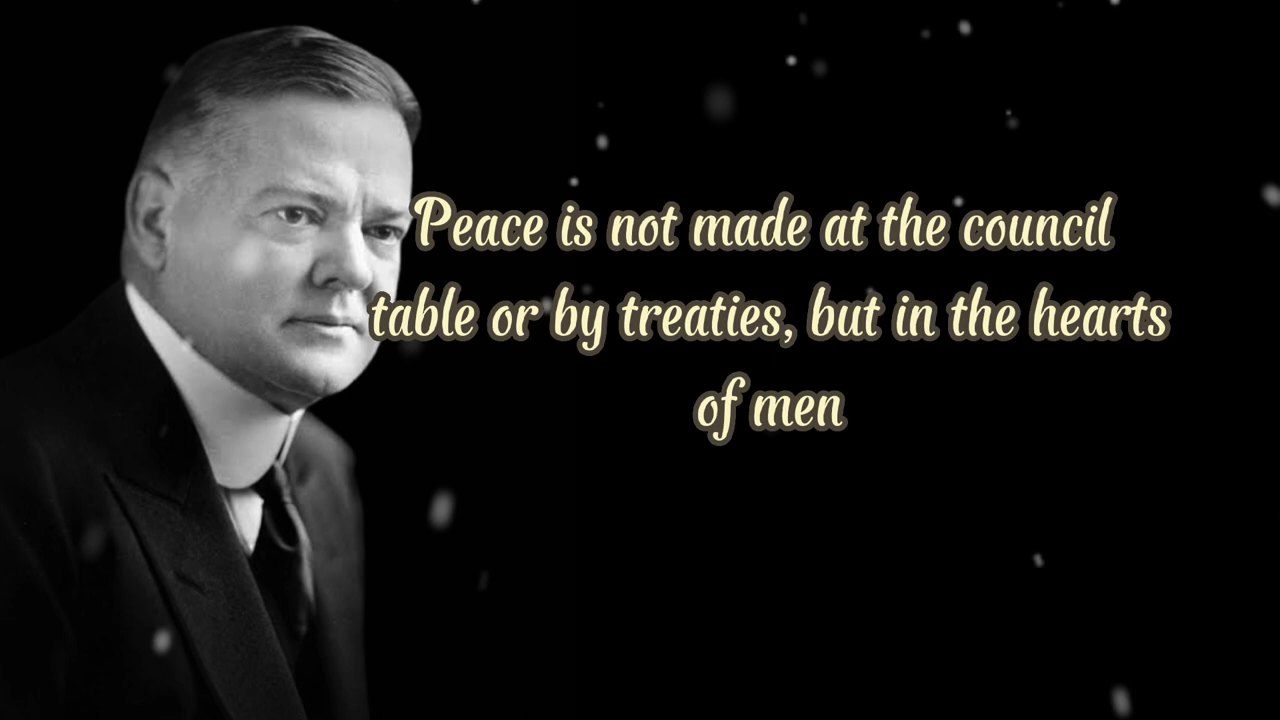 Peace is not made at the council
table or by treaties, but in the hearts
of men